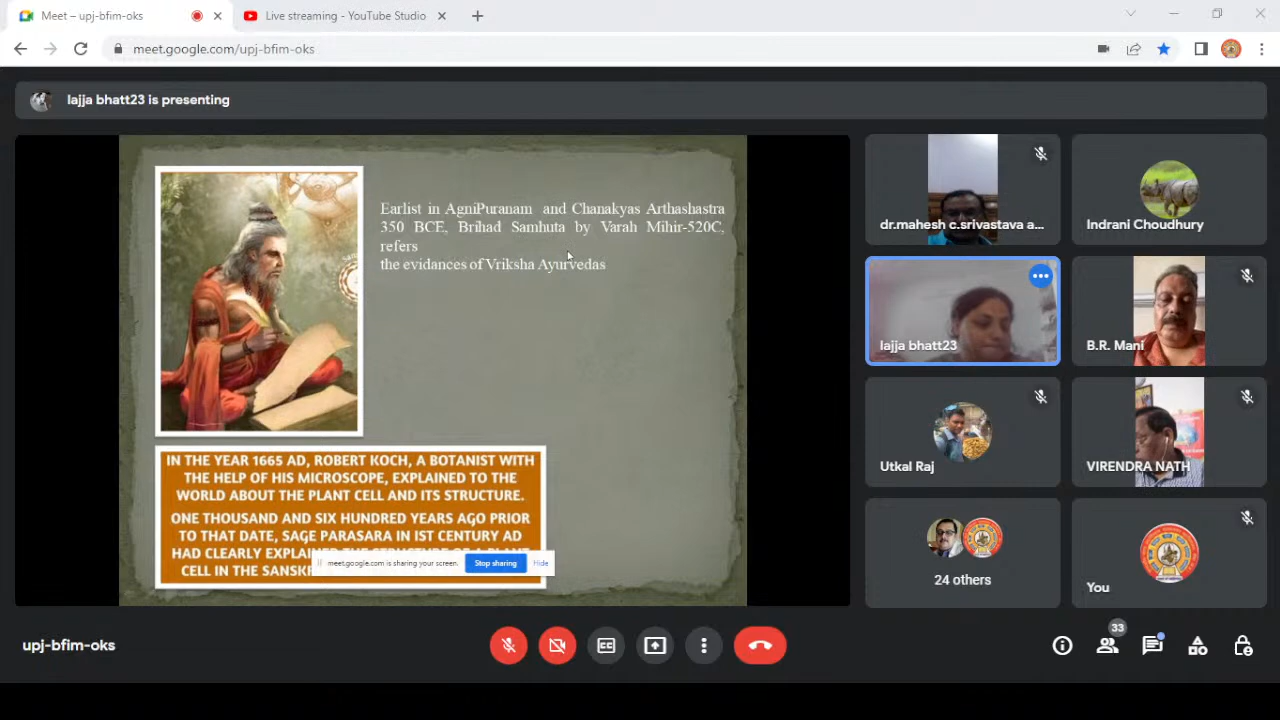 Meet – upj-bfim-oks
Live streaming - YouTube Studio
meet.google.com/upj-bfim-oks
lajja bhatt23 is presenting
Earlist in AgniPuranam and Chanakyas Arthashastra
350 BCE, Brihad Samhuta by Varah Mihir-520C,
refers
the evidances of Vriksha Ayurvedas
IN THE YEAR 1665 AD, ROBERT KOCH, A BOTANIST WITH
THE HELP OF HIS MICROSCOPE, EXPLAINED TO THE
WORLD ABOUT THE PLANT CELL AND ITS STRUCTURE.
ONE THOUSAND AND SIX HUNDRED YEARS AGO PRIOR
TO THAT DATE, SAGE PARASARA IN IST CENTURY AD
HAD CLEARLY EXPLAINED THE STRUCTURE OF A PLANT
CELL IN THE
meet.google.com is sharing your screen.
Stop sharing
Hide
dr.mahesh c.srivastava a...
Indrani Choudhury
lajja bhatt23
B.R. Mani
Utkal Raj
VIRENDRA NATH
24 others
You
upj-bfim-oks
33